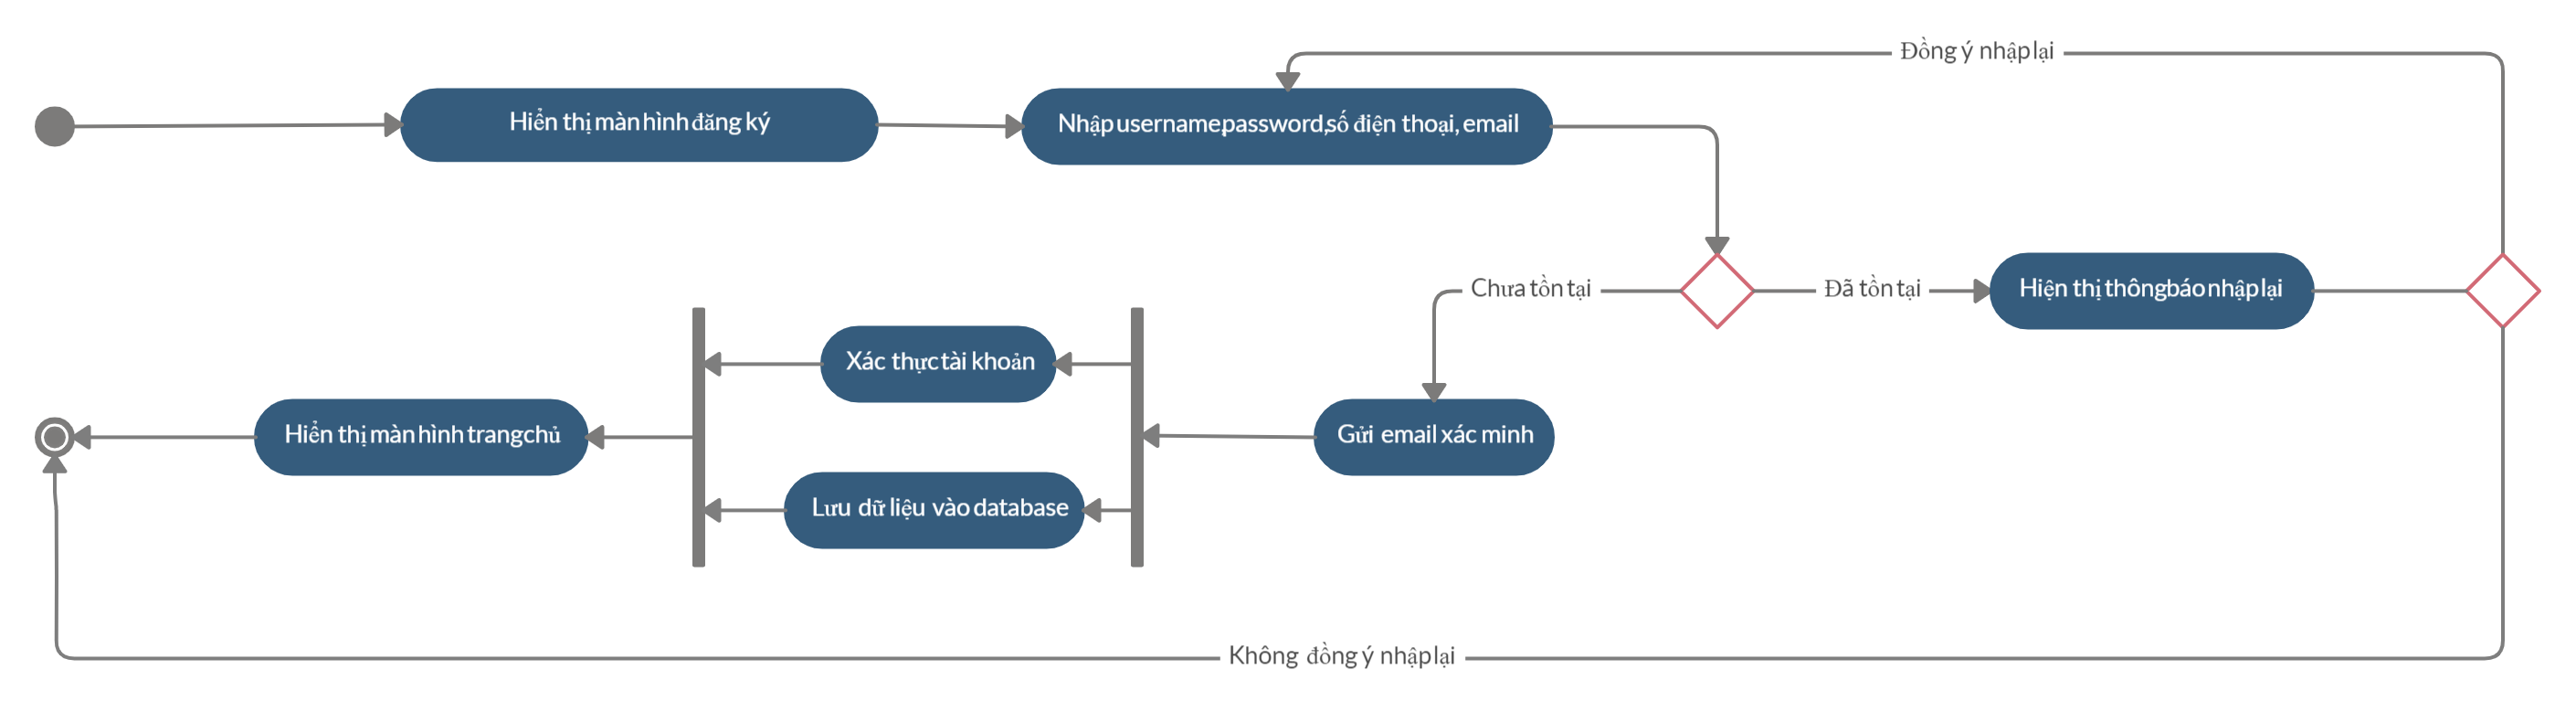 Đồng ý nhập lại
Hiển thị màn hình đăng ký
Nhập username,password,số điện thoại, email
Chưa tồn tại
Đã tồn tại
Hiện thị thông báo nhập lại
Xác thực tài khoản
Hiển thị màn hình trang chủ
Gửi email xác minh
Lưu dữ liệu vào database
Không đồng ý nhập lại